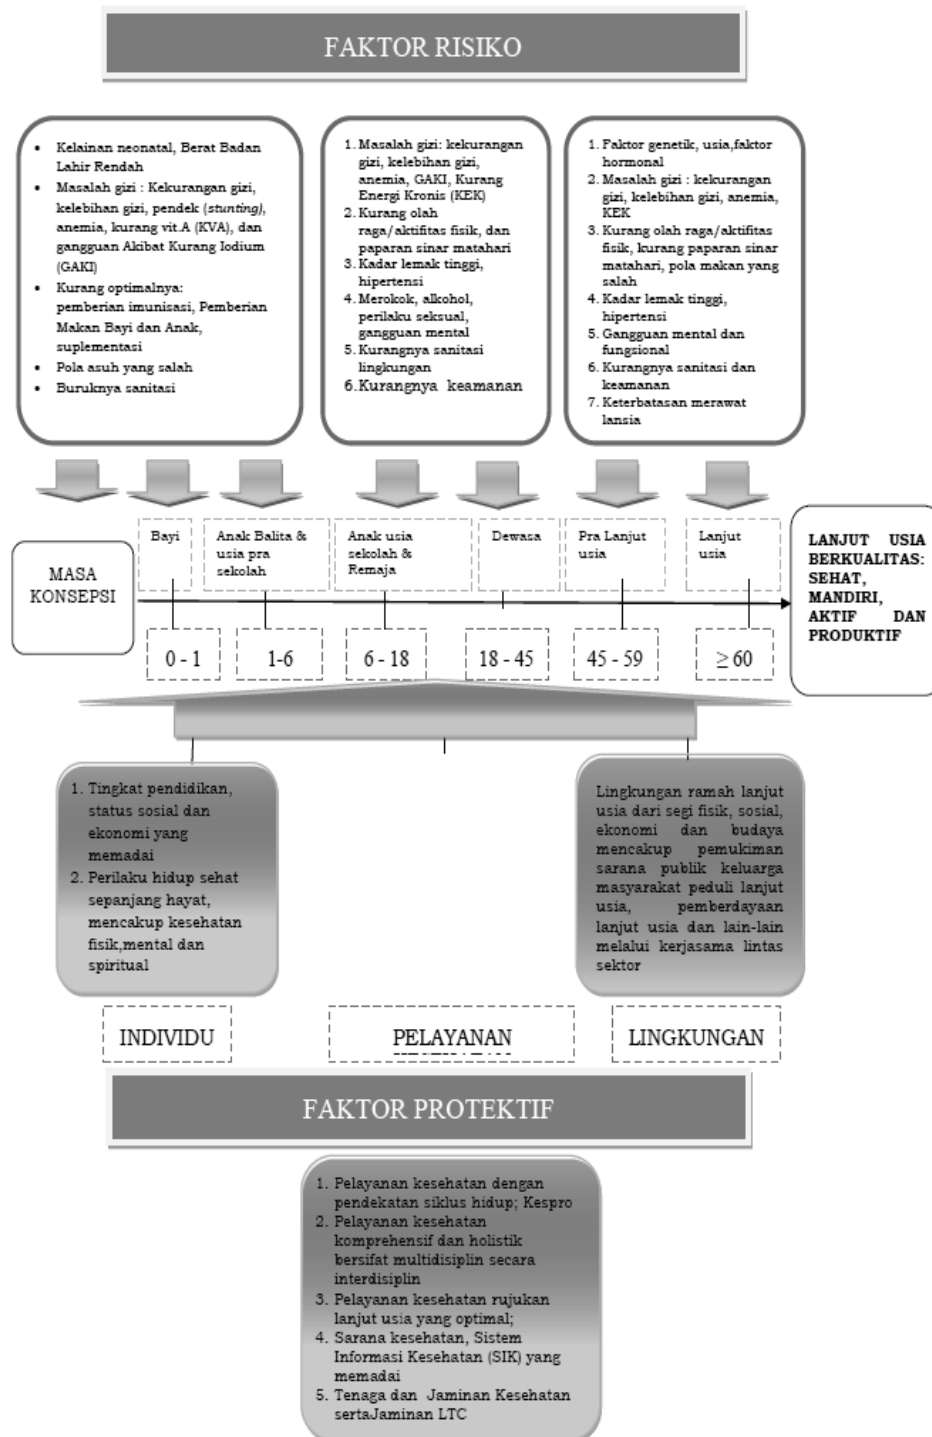 FAKTOR RISIKO
• Kelainan neonatal, Berat Badan
Lahir Rendah
• Masalah gizi : Kekurangan gizi,
kelebihan gizi, pendek (stunting),
anemia, kurang vit.A (KVA), dan
gangguan Akibat Kurang Iodium
(GAKI)
• Kurang optimalnya:
pemberian imunisasi, Pemberian
Makan Bayi dan Anak,
suplementasi
• Pola asuh yang salah
• Buruknya sanitasi
1. Masalah gizi: kekurangan
gizi, kelebihan gizi,
anemia, GAKI, Kurang
Energi Kronis (KEK)
2. Kurang olah
raga/aktifitas fisik, dan
paparan sinar matahari
3. Kadar lemak tinggi,
hipertensi
4. Merokok, alkohol,
perilaku seksual,
gangguan mental
5. Kurangnya sanitasi
lingkungan
6. Kurangnya keamanan
1. Faktor genetik, usia,faktor
hormonal
2. Masalah gizi : kekurangan
gizi, kelebihan gizi, anemia,
KEK
3. Kurang olah raga/aktifitas
fisik, kurang paparan sinar
matahari, pola makan yang
salah
4. Kadar lemak tinggi,
hipertensi
5. Gangguan mental dan
fungsional
6. Kurangnya sanitasi dan
keamanan
7. Keterbatasan merawat
lansia
MASA
KONSEPSI
Bayi
Anak Balita &
usia pra
sekolah
Anak usia
sekolah &
Remaja
Dewasa
Pra Lanjut
usia
Lanjut
usia
LANJUT USIA
BERKUALITAS:
SEHAT,
MANDIRI,
AKTIF DAN
PRODUKTIF
0 - 1
1-6
6 - 18
18 - 45
45 - 59
≥ 60
1. Tingkat pendidikan,
status sosial dan
ekonomi yang
memadai
2. Perilaku hidup sehat
sepanjang hayat,
mencakup kesehatan
fisik,mental dan
spiritual
Lingkungan ramah lanjut
usia dari segi fisik, sosial,
ekonomi dan budaya
mencakup pemukiman
sarana publik keluarga
masyarakat peduli lanjut
usia, pemberdayaan
lanjut usia dan lain-lain
melalui kerjasama lintas
sektor
INDIVIDU
PELAYANAN
LINGKUNGAN
FAKTOR PROTEKTIF
1. Pelayanan kesehatan dengan
pendekatan siklus hidup; Kespro
2. Pelayanan kesehatan
komprehensif dan holistik
bersifat multidisiplin secara
interdisiplin
3. Pelayanan kesehatan rujukan
lanjut usia yang optimal;
4. Sarana kesehatan, Sistem
Informasi Kesehatan (SIK) yang
memadai
5. Tenaga dan Jaminan Kesehatan
sertaJaminan LTC